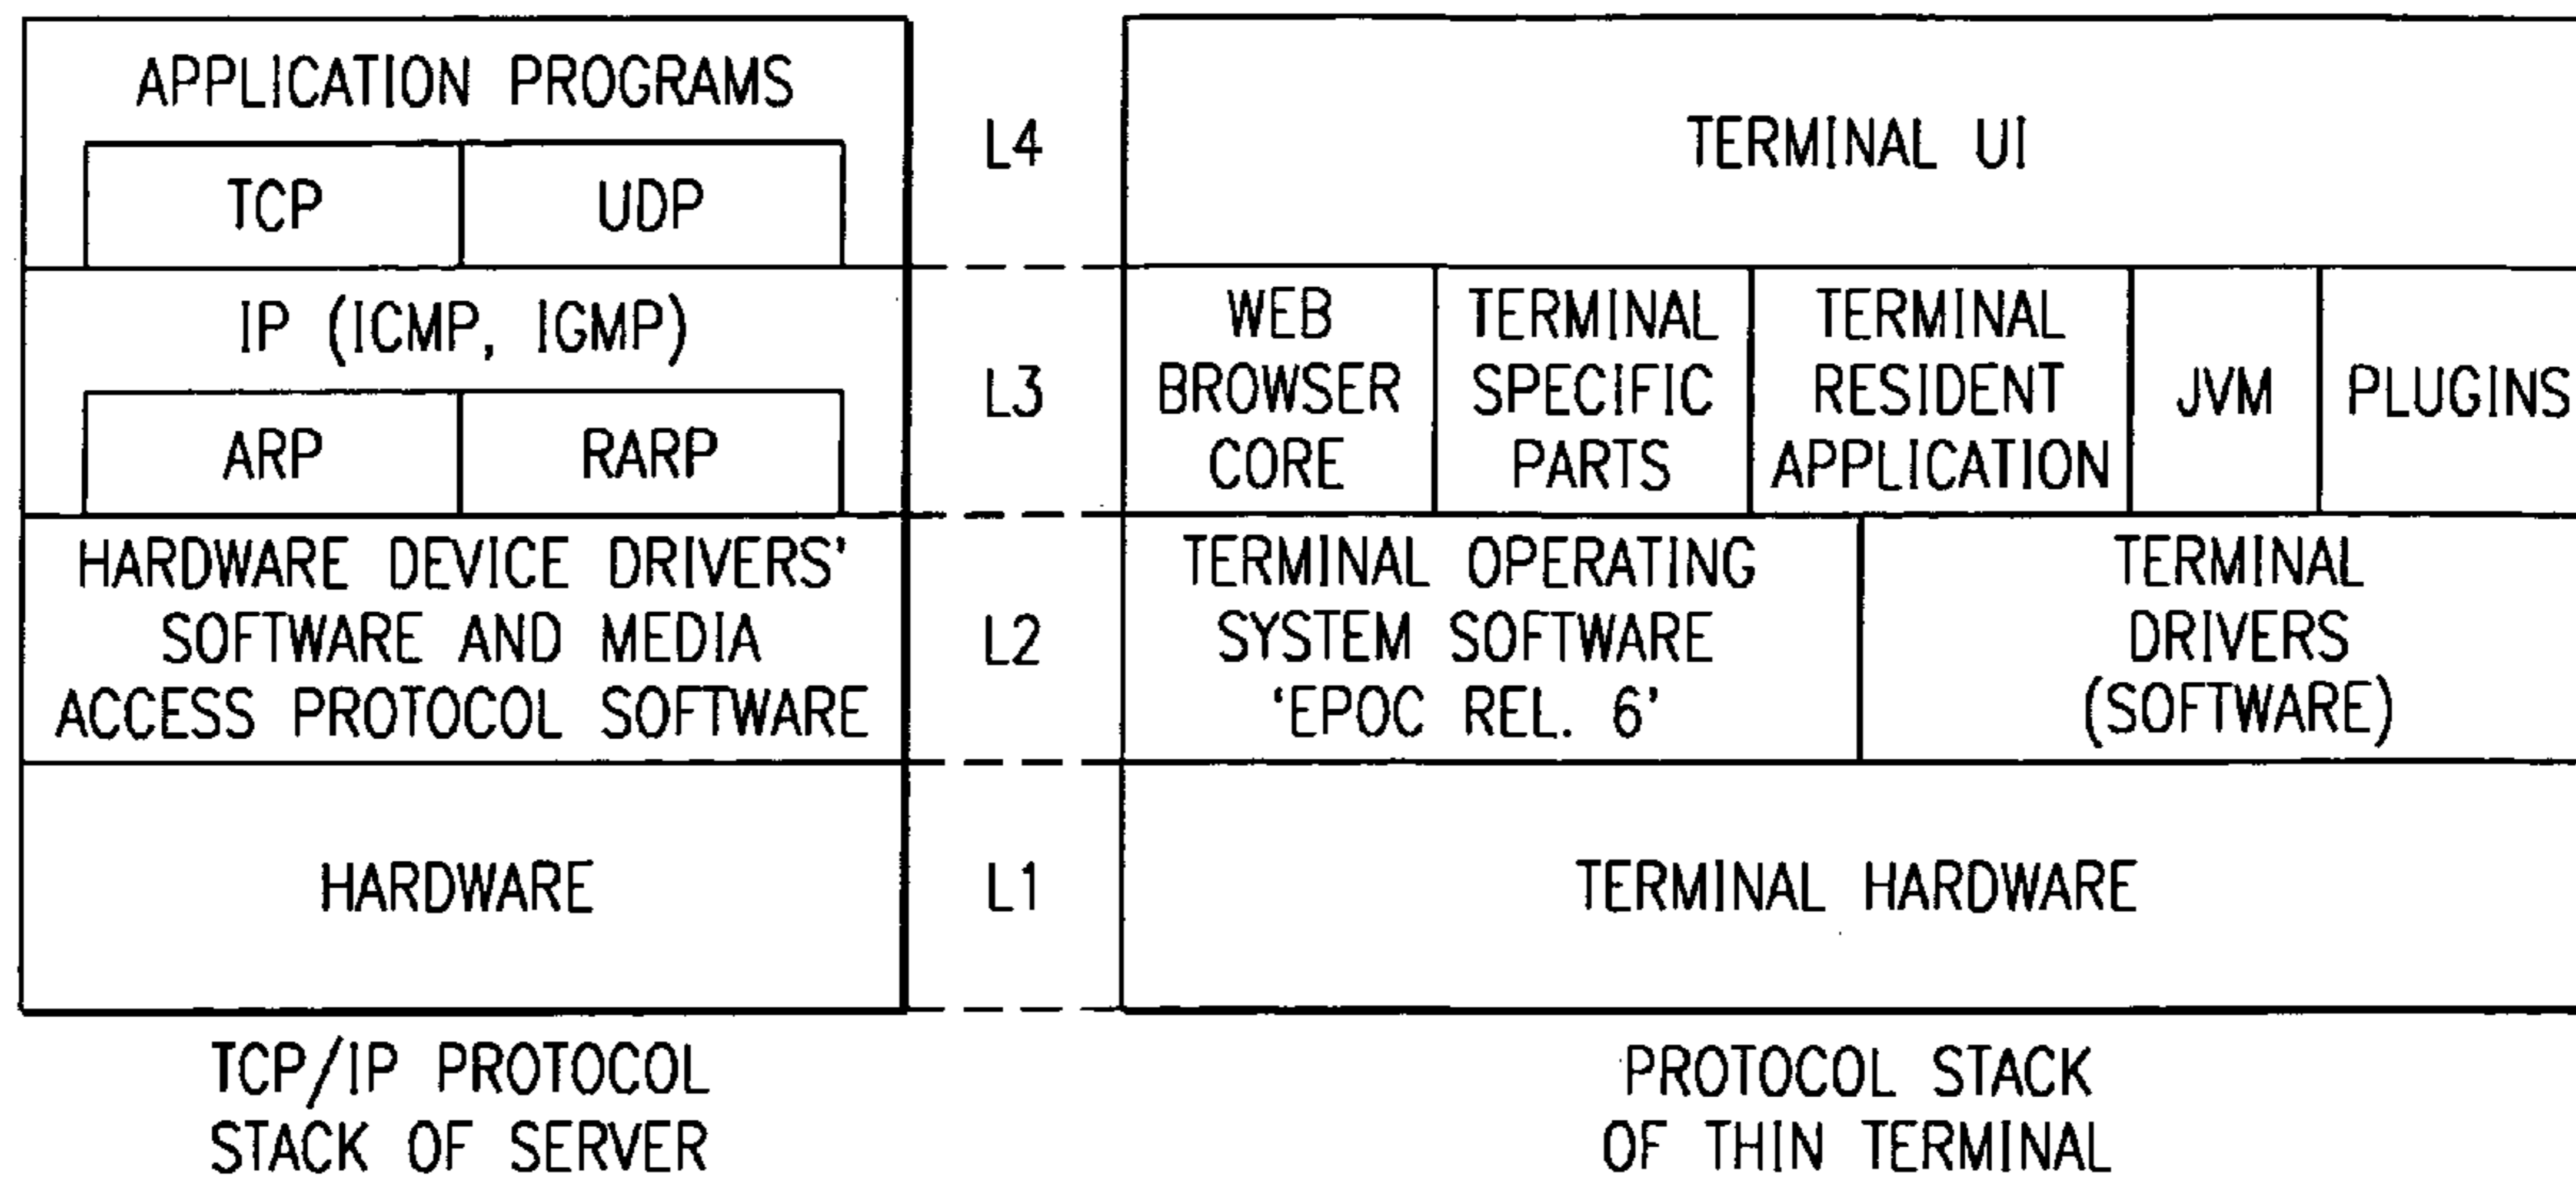 APPLICATION PROGRAMS
TCP
UDP
IP (ICMP, IGMP)
ARP
RARP
HARDWARE DEVICE DRIVERS'
SOFTWARE AND MEDIA
ACCESS PROTOCOL SOFTWARE
HARDWARE
TCP/IP PROTOCOL
STACK OF SERVER
L4
L3
L2
L1
TERMINAL UI
WEB
BROWSER
CORE
TERMINAL
SPECIFIC
PARTS
TERMINAL
RESIDENT
APPLICATION
JVM
PLUGINS
TERMINAL OPERATING
SYSTEM SOFTWARE
‘EPOC REL. 6’
TERMINAL
DRIVERS
(SOFTWARE)
TERMINAL HARDWARE
PROTOCOL STACK
OF THIN TERMINAL